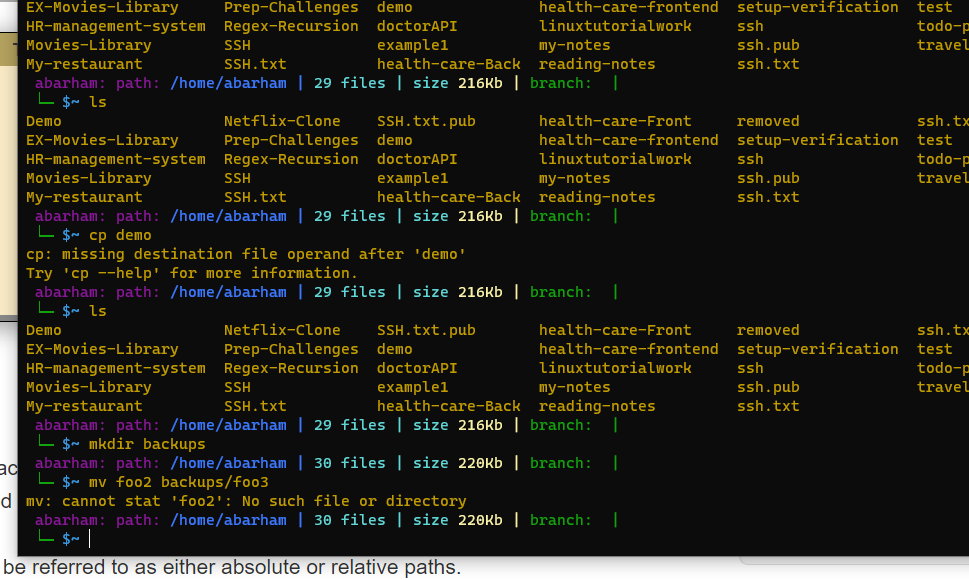 EX-Movies-Library Prep-Challenges demo health-care-frontend setup-verification test
HR-management-system Regex-Recursion doctorAPI linuxtutorialwork ssh todo-p
Movies-Library SSH example1 my-notes ssh.pub travel
My-restaurant SSH.txt health-care-Back reading-notes ssh.txt
abarham: path: /home/abarham | 29 files | size 216Kb | branch: |
└─ $~ ls
Demo Netflix-Clone SSH.txt.pub health-care-Front removed ssh.tx
EX-Movies-Library Prep-Challenges demo health-care-frontend setup-verification test
HR-management-system Regex-Recursion doctorAPI linuxtutorialwork ssh todo-p
Movies-Library SSH example1 my-notes ssh.pub travel
My-restaurant SSH.txt health-care-Back reading-notes ssh.txt
abarham: path: /home/abarham | 29 files | size 216Kb | branch: |
└─ $~ cp demo
cp: missing destination file operand after 'demo'
Try 'cp --help' for more information.
abarham: path: /home/abarham | 29 files | size 216Kb | branch: |
└─ $~ ls
Demo Netflix-Clone SSH.txt.pub health-care-Front removed ssh.tx
EX-Movies-Library Prep-Challenges demo health-care-frontend setup-verification test
HR-management-system Regex-Recursion doctorAPI linuxtutorialwork ssh todo-p
Movies-Library SSH example1 my-notes ssh.pub travel
My-restaurant SSH.txt health-care-Back reading-notes ssh.txt
abarham: path: /home/abarham | 29 files | size 216Kb | branch: |
└─ $~ mkdir backups
abarham: path: /home/abarham | 30 files | size 220Kb | branch: |
└─ $~ mv foo2 backups/foo3
mv: cannot stat 'foo2': No such file or directory
abarham: path: /home/abarham | 30 files | size 220Kb | branch: |
└─ $~
be referred to as either absolute or relative paths.